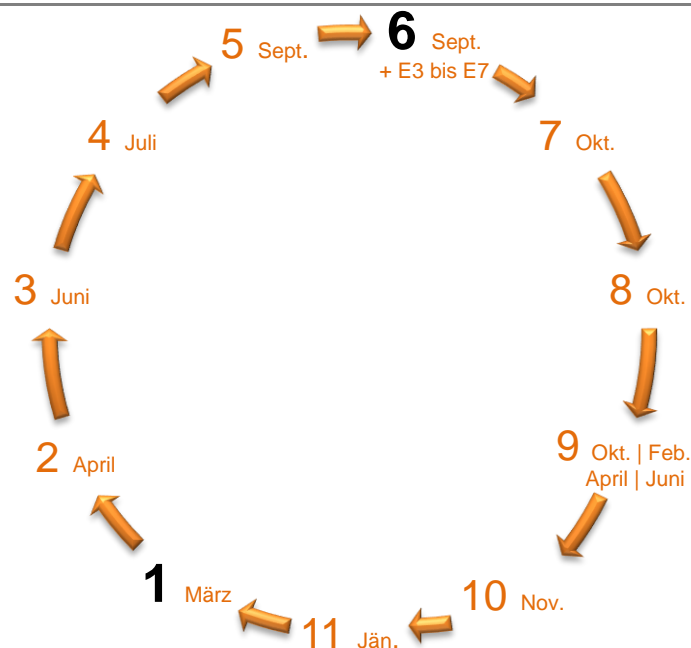 5 Sept.
6 Sept.
+ E3 bis E7
4 Juli
7 Okt.
3 Juni
8 Okt.
2 April
9 Okt. | Feb.
April | Juni
1 März
10 Nov.
11 Jän.